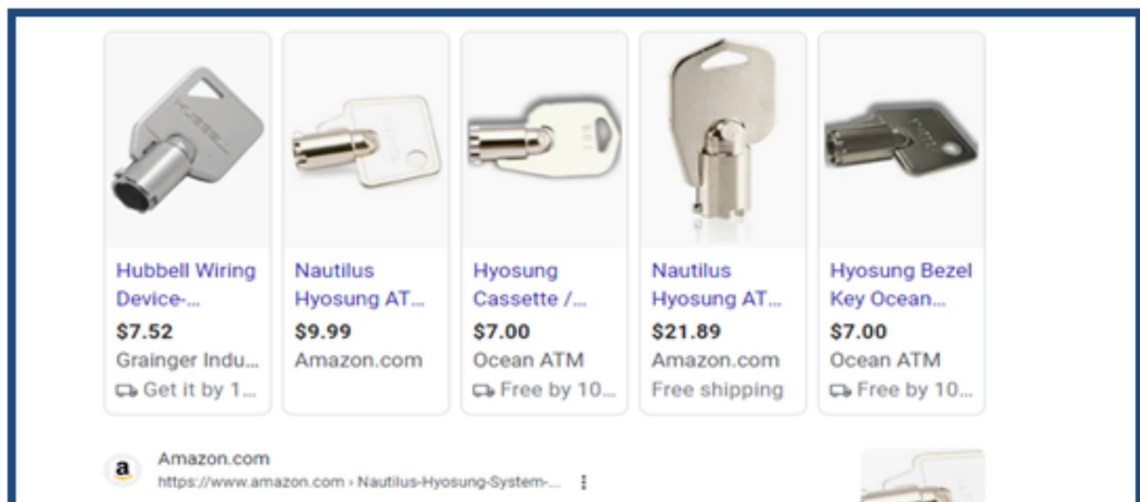 Hubbell Wiring
Device-...
$7.52
Grainger Indu...
Get it by 1...
Nautilus
Hyosung AT...
$9.99
Amazon.com
Hyosung
Cassette /...
$7.00
Ocean ATM
Free by 10...
Nautilus
Hyosung AT...
$21.89
Amazon.com
Free shipping
Hyosung Bezel
Key Ocean...
$7.00
Ocean ATM
Free by 10...
a
Amazon.com
https://www.amazon.com › Nautilus-Hyosung-System-...